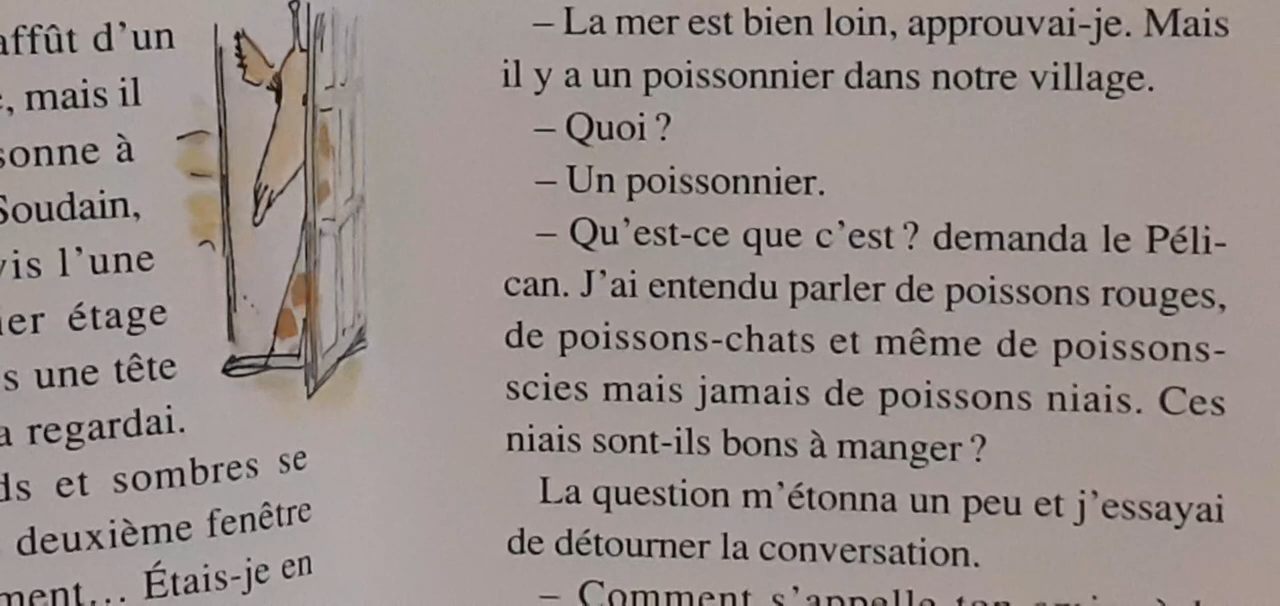 affût d'un
, mais il
sonne à
Soudain,
vis l'une
ier étage
s une tête
a regardai.
ds et sombres se
deuxième fenêtre
ment... Étais-je en
– La mer est bien loin, approuvai-je. Mais
il y a un poissonnier dans notre village.
– Quoi ?
– Un poissonnier.
– Qu'est-ce que c'est ? demanda le Péli-
can. J'ai entendu parler de poissons rouges,
de poissons-chats et même de poissons-
scies mais jamais de poissons niais. Ces
niais sont-ils bons à manger ?
La question m'étonna un peu et j'essayai
de détourner la conversation.
– Comment s'appelle ton